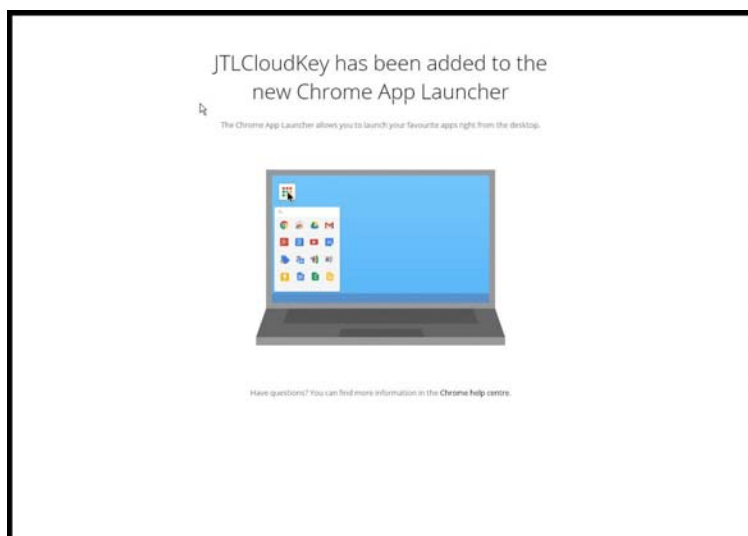 JTLCloudKey has been added to the
new Chrome App Launcher
The Chrome App Launcher allows you to launch your favourite apps right from the desktop.
Have questions? You can find more information in the Chrome help centre.